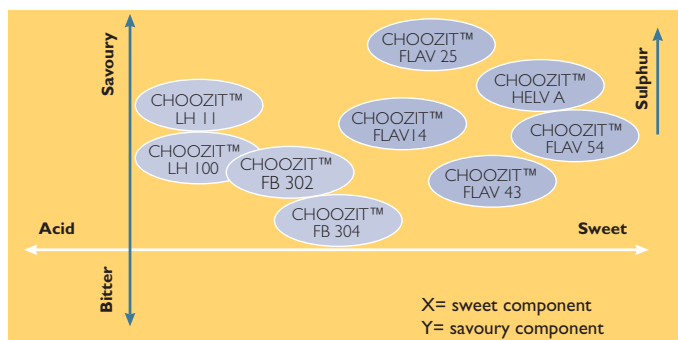 Savoury
CHOOZIT™
FLAV 25
CHOOZIT™
HELV A
Sulphur
CHOOZIT™
LH 11
CHOOZIT™
FLAV14
CHOOZIT™
FLAV 54
CHOOZIT™
LH 100
CHOOZIT™
FB 302
CHOOZIT™
FLAV 43
CHOOZIT™
FB 304
Acid
Sweet
Bitter
X= sweet component
Y= savoury component